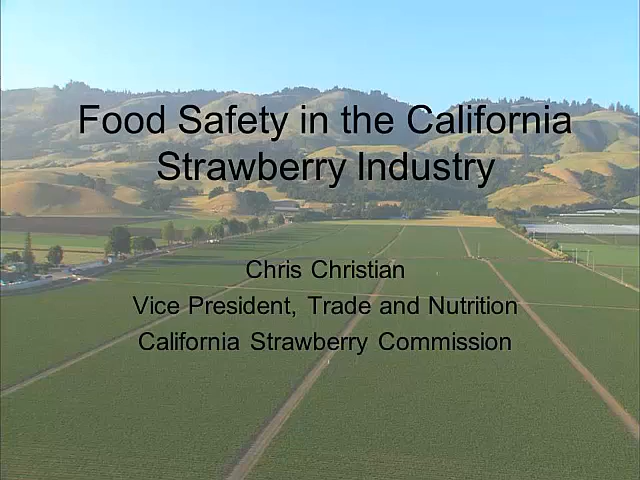 Food Safety in the California
Strawberry Industry
Chris Christian
Vice President, Trade and Nutrition
California Strawberry Commission